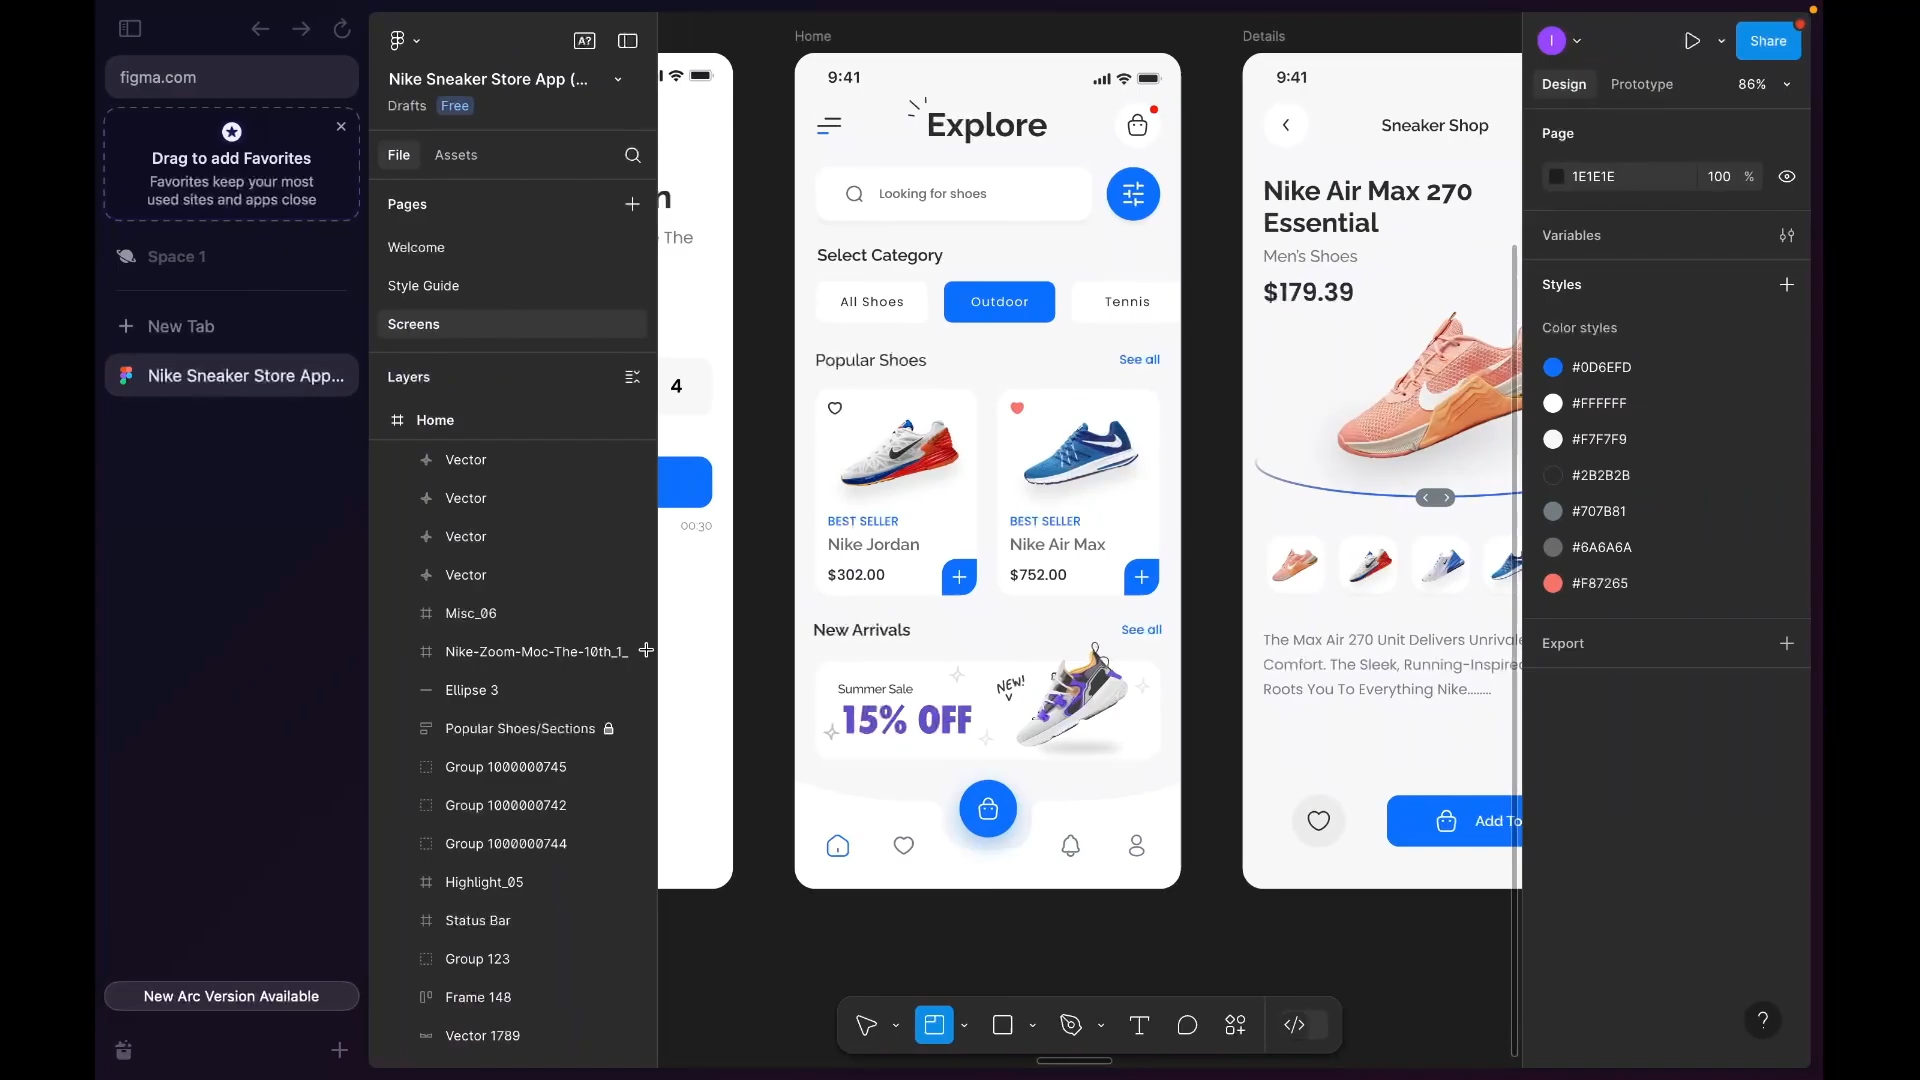 figma.com
Drag to add Favorites
Favorites keep your most
used sites and apps close
Space 1
New Tab
Nike Sneaker Store App...
New Arc Version Available
A?
Nike Sneaker Store App (...
Drafts Free
File Assets
Pages
Welcome
Style Guide
Screens
Layers
Home
Vector
Vector
Vector
Vector
Misc_06
Nike-Zoom-Moc-The-10th_1_
Ellipse 3
Popular Shoes/Sections
Group 1000000745
Group 1000000742
Group 1000000744
Highlight_05
Status Bar
Group 123
Frame 148
Vector 1789
n
The
4
00:30
Home
9:41
Explore
Looking for shoes
Select Category
All Shoes Outdoor Tennis
Popular Shoes See all
BEST SELLER
Nike Jordan
$302.00
BEST SELLER
Nike Air Max
$752.00
New Arrivals See all
Summer Sale
15% OFF
NEW!
Details
9:41
Sneaker Shop
Nike Air Max 270
Essential
Men's Shoes
$179.39
The Max Air 270 Unit Delivers Unrivale
Comfort. The Sleek, Running-Inspire
Roots You To Everything Nike........
Add To
I
Share
Design Prototype 86%
Page
1E1E1E 100 %
Variables
Styles
Color styles
#0D6EFD
#FFFFFF
#F7F7F9
#2B2B2B
#707B81
#6A6A6A
#F87265
Export
?